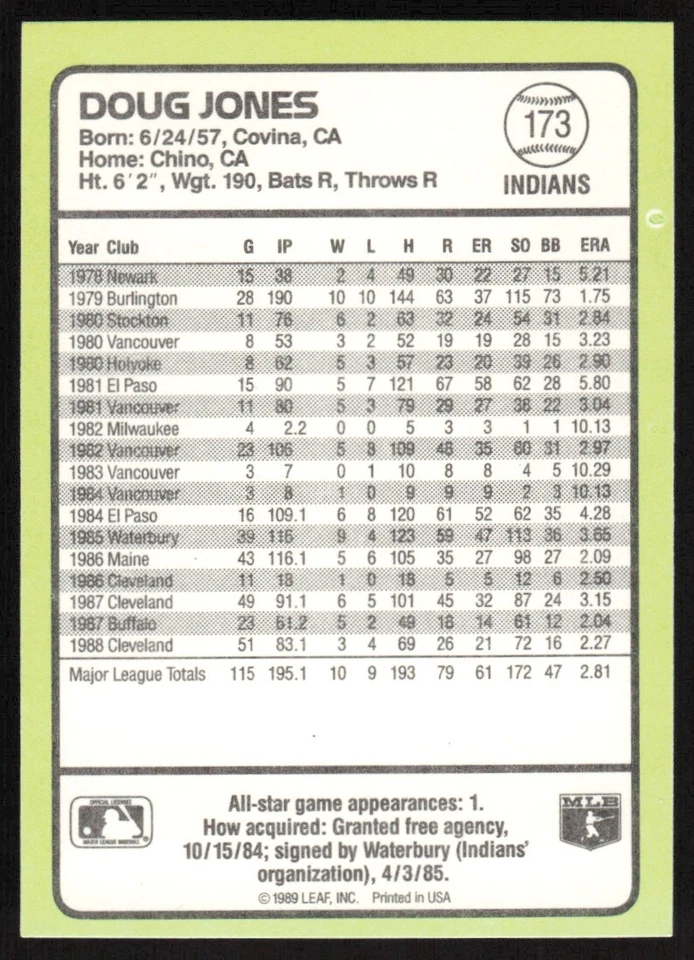 DOUG JONES
Born: 6/24/57, Covina, CA
Home: Chino, CA
Ht. 6'2", Wgt. 190, Bats R, Throws R
173
INDIANS
Year Club G IP W L H R ER SO BB ERA
1978 Newark 15 38 2 4 49 30 22 27 15 5.21
1979 Burlington 28 190 10 10 144 63 37 115 73 1.75
1980 Stockton 11 76 6 2 63 32 24 54 31 2.84
1980 Vancouver 8 53 3 2 52 19 19 28 15 3.23
1980 Holyoke 8 62 5 3 57 23 20 39 26 2.90
1981 El Paso 15 90 5 7 121 67 58 62 28 5.80
1981 Vancouver 11 80 5 3 79 29 27 38 22 3.04
1982 Milwaukee 4 2.2 0 0 5 3 3 1 1 10.13
1982 Vancouver 23 106 5 8 109 48 35 60 31 2.97
1983 Vancouver 3 7 0 1 10 8 8 4 5 10.29
1984 Vancouver 3 8 1 0 9 9 9 2 3 10.13
1984 El Paso 16 109.1 6 8 120 61 52 62 35 4.28
1985 Waterbury 39 116 9 4 123 59 47 113 36 3.65
1986 Maine 43 116.1 5 6 105 35 27 98 27 2.09
1986 Cleveland 11 18 1 0 18 5 5 12 6 2.50
1987 Cleveland 49 91.1 6 5 101 45 32 87 24 3.15
1987 Buffalo 23 61.2 5 2 49 18 14 61 12 2.04
1988 Cleveland 51 83.1 3 4 69 26 21 72 16 2.27
Major League Totals 115 195.1 10 9 193 79 61 172 47 2.81
OFFICIAL LICENSEE
MAJOR LEAGUE BASEBALL
All-star game appearances: 1.
How acquired: Granted free agency,
10/15/84; signed by Waterbury (Indians'
organization), 4/3/85.
MLB
© 1989 LEAF, INC. Printed in USA